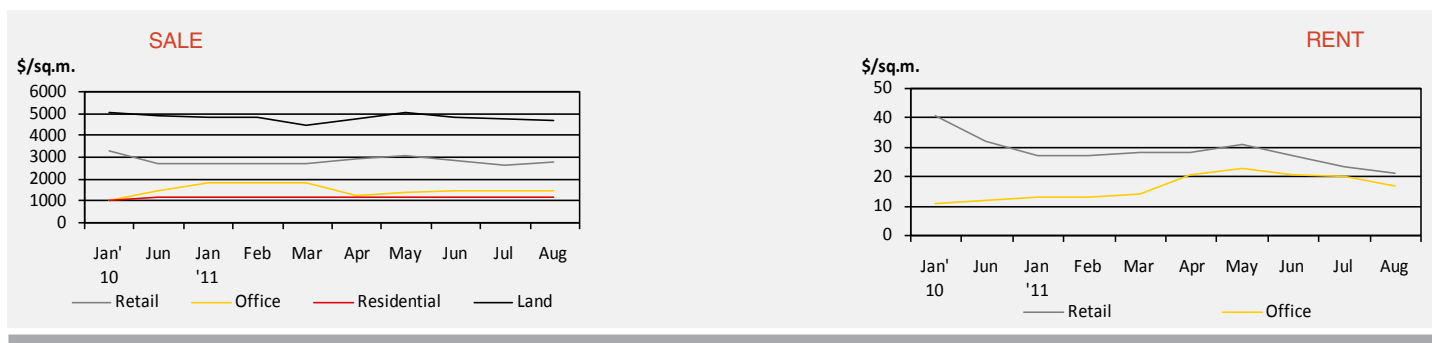 SALE
$/sq.m.
6000
5000
4000
3000
2000
1000
0
Jan' Jun Jan Feb Mar Apr May Jun Jul Aug
10 '11
Retail Office Residential Land
RENT
$/sq.m.
50
40
30
20
10
0
Jan' Jun Jan Feb Mar Apr May Jun Jul Aug
10 '11
Retail Office